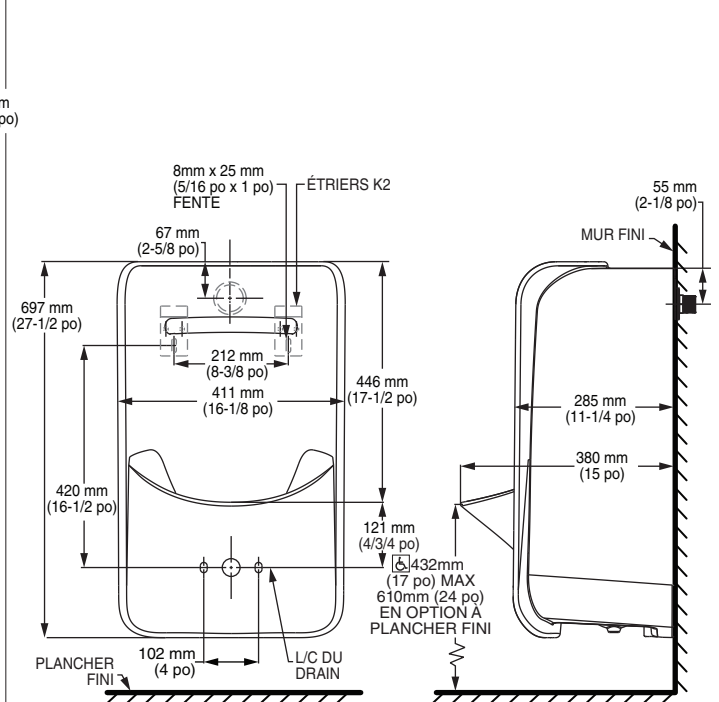 m
po)
8mm x 25 mm
(5/16 po x 1 po)
FENTE
ÉTRIERS K2
67 mm
(2-5/8 po)
55 mm
(2-1/8 po)
MUR FINI
697 mm
(27-1/2 po)
212 mm
(8-3/8 po)
411 mm
(16-1/8 po)
446 mm
(17-1/2 po)
285 mm
(11-1/4 po)
380 mm
(15 po)
420 mm
(16-1/2 po)
121 mm
(4/3/4 po)
432mm
(17 po) MAX
610mm (24 po)
EN OPTION À
PLANCHER FINI
102 mm
(4 po)
L/C DU
DRAIN
PLANCHER
FINI